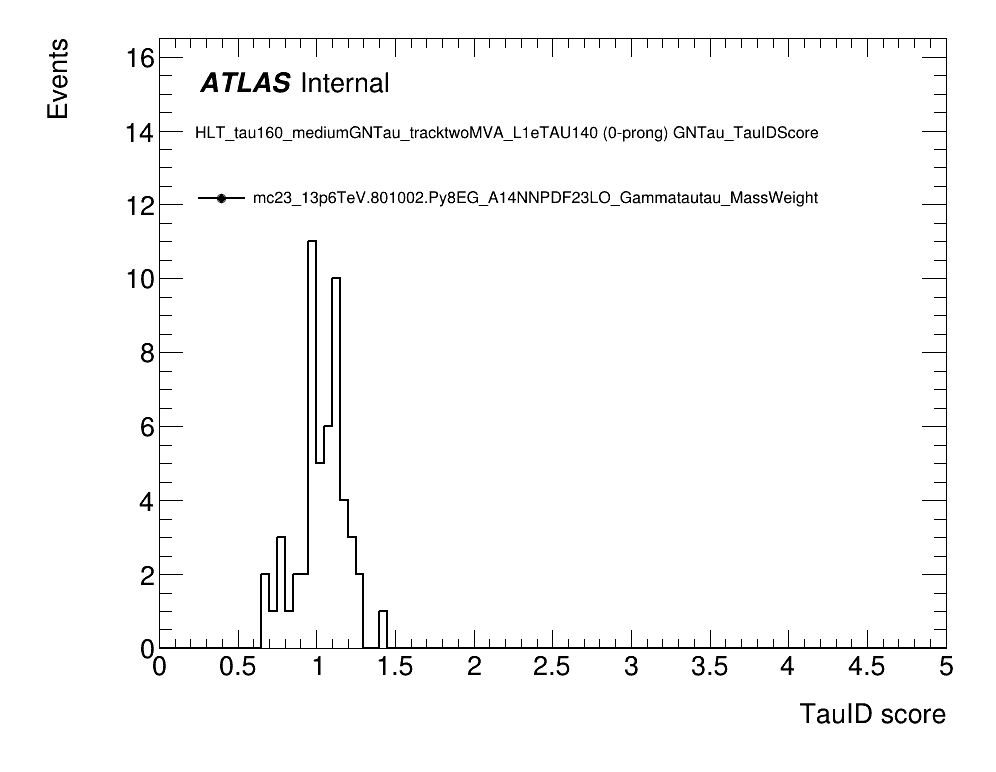 Events
16
14
12
10
8
6
4
2
0
ATLAS Internal
HLT_tau160_mediumGNTau_tracktwoMVA_L1eTAU140 (0-prong) GNTau_TauIDScore
mc23_13p6TeV.801002.Py8EG_A14NNPDF23LO_Gammatautau_MassWeight
0 0.5 1 1.5 2 2.5 3 3.5 4 4.5 5
TauID score